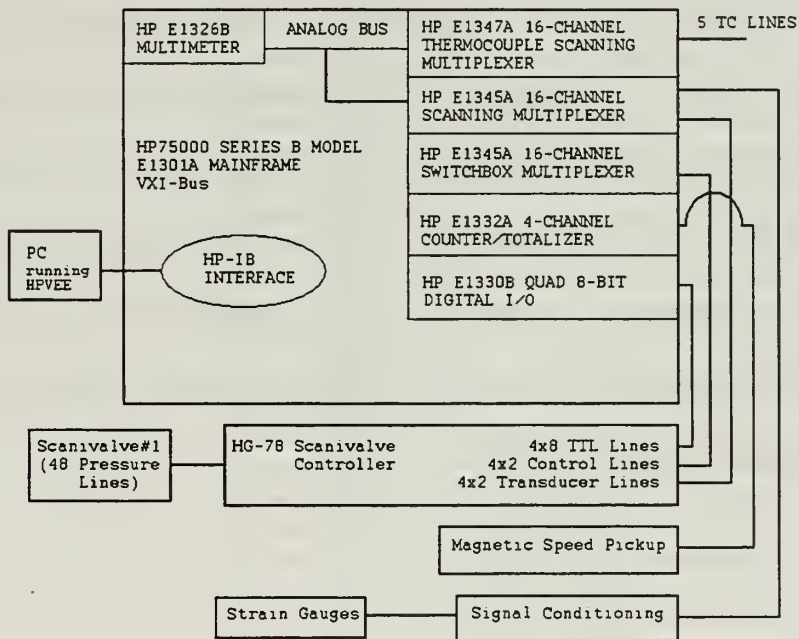 HP E1326B
MULTIMETER
ANALOG BUS
HP E1347A 16-CHANNEL
THERMOCOUPLE SCANNING
MULTIPLEXER
5 TC LINES
HP E1345A 16-CHANNEL
SCANNING MULTIPLEXER
HP75000 SERIES B MODEL
E1301A MAINFRAME
VXI-Bus
HP E1345A 16-CHANNEL
SWITCHBOX MULTIPLEXER
HP E1332A 4-CHANNEL
COUNTER/TOTALIZER
PC
running
HPVEE
HP-IB
INTERFACE
HP E1330B QUAD 8-BIT
DIGITAL I/O
Scanivalve#1
(48 Pressure
Lines)
HG-78 Scanivalve
Controller
4x8 TTL Lines
4x2 Control Lines
4x2 Transducer Lines
Magnetic Speed Pickup
Strain Gauges
Signal Conditioning